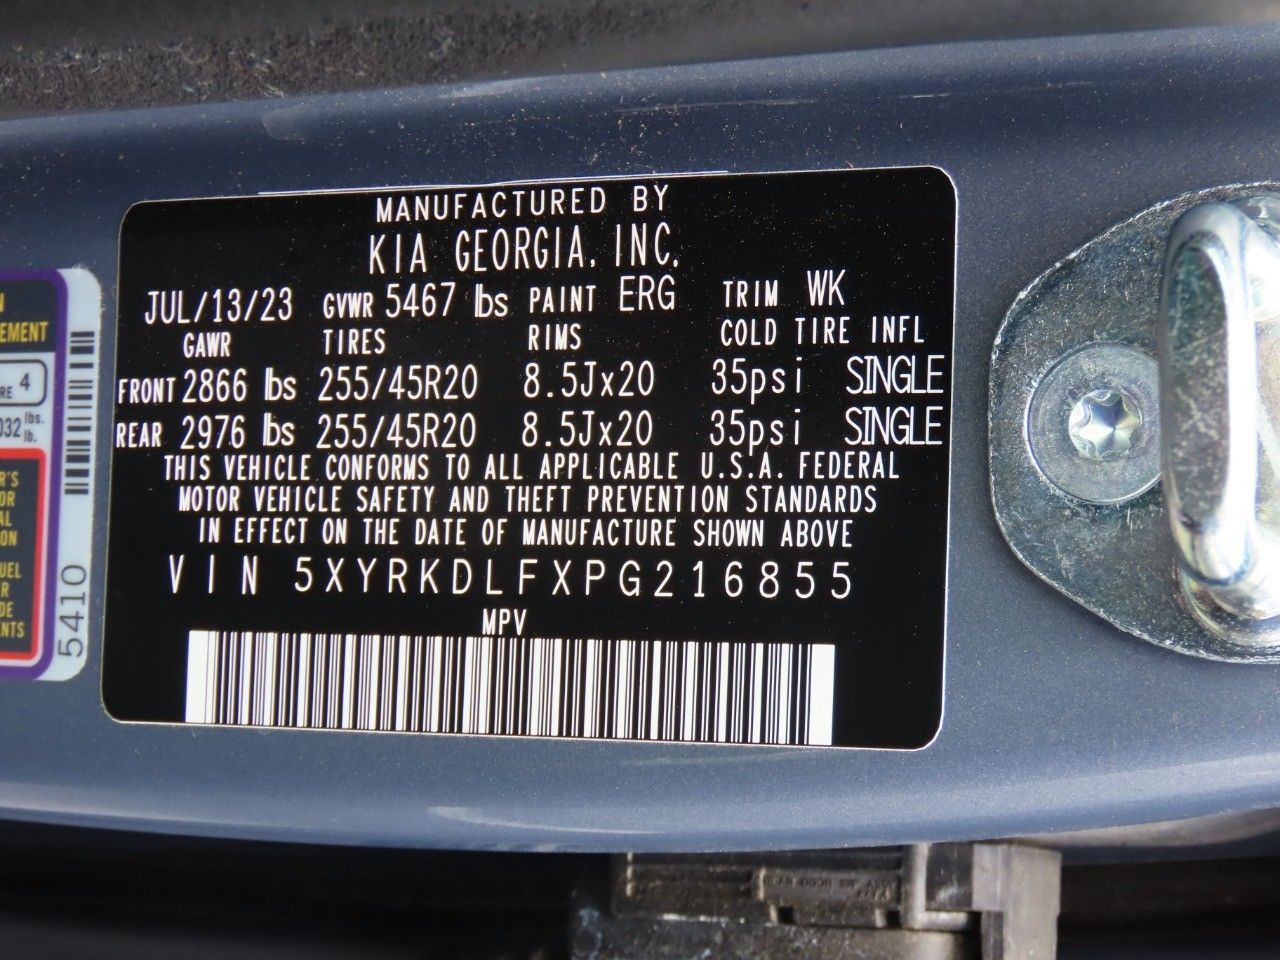 MANUFACTURED BY
KIA GEORGIA, INC.
JUL/13/23 GVWR 5467 lbs PAINT ERG TRIM WK
GAWR TIRES RIMS COLD TIRE INFL
FRONT 2866 lbs 255/45R20 8.5Jx20 35psi SINGLE
REAR 2976 lbs 255/45R20 8.5Jx20 35psi SINGLE
THIS VEHICLE CONFORMS TO ALL APPLICABLE U.S.A. FEDERAL
MOTOR VEHICLE SAFETY AND THEFT PREVENTION STANDARDS
IN EFFECT ON THE DATE OF MANUFACTURE SHOWN ABOVE
VIN 5XYRKDLFXPG216855
MPV
4
lbs.
lb.
5410